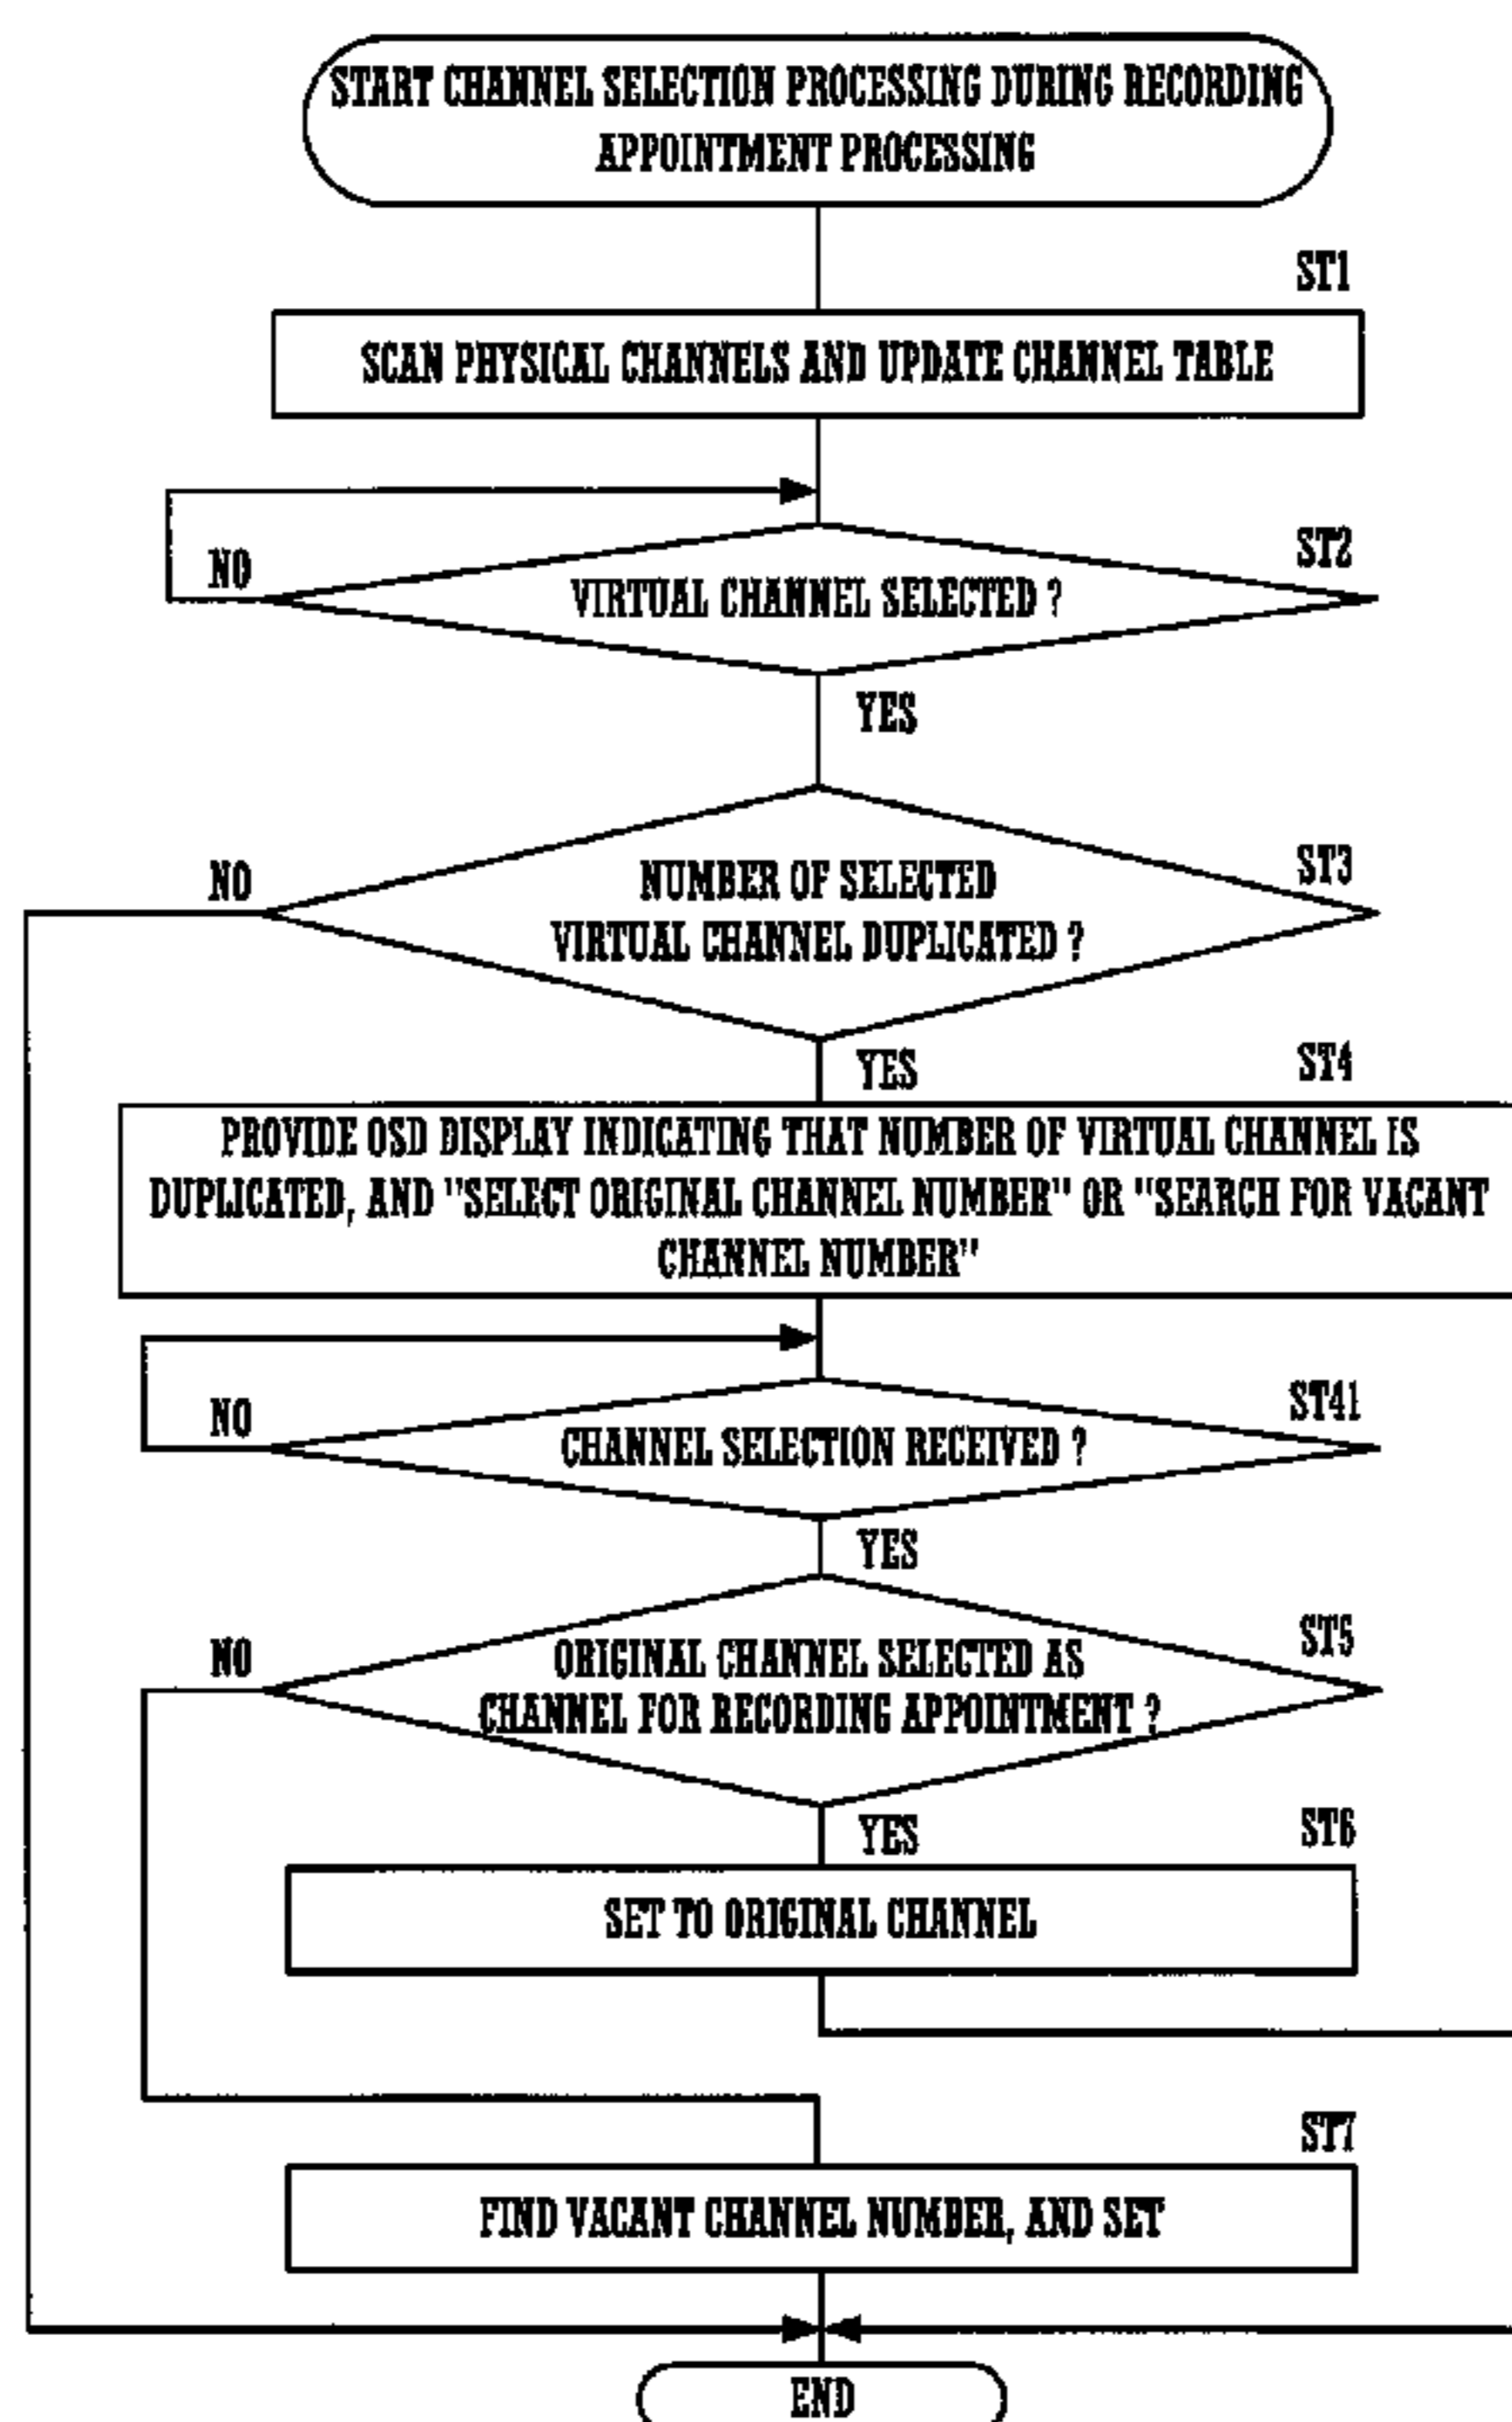 START CHANNEL SELECTION PROCESSING DURING RECORDING
APPOINTMENT PROCESSING
ST1
SCAN PHYSICAL CHANNELS AND UPDATE CHANNEL TABLE
ST2
NO
VIRTUAL CHANNEL SELECTED ?
YES
ST3
NO
NUMBER OF SELECTED
VIRTUAL CHANNEL DUPLICATED ?
YES
ST4
PROVIDE OSD DISPLAY INDICATING THAT NUMBER OF VIRTUAL CHANNEL IS
DUPLICATED, AND "SELECT ORIGINAL CHANNEL NUMBER" OR "SEARCH FOR VACANT
CHANNEL NUMBER"
ST41
NO
CHANNEL SELECTION RECEIVED ?
YES
ST5
NO
ORIGINAL CHANNEL SELECTED AS
CHANNEL FOR RECORDING APPOINTMENT ?
YES
ST6
SET TO ORIGINAL CHANNEL
ST7
FIND VACANT CHANNEL NUMBER, AND SET
END